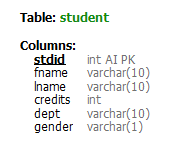 Table: student
Columns:
stdid int AI PK
fname varchar(10)
lname varchar(10)
credits int
dept varchar(10)
gender varchar(1)